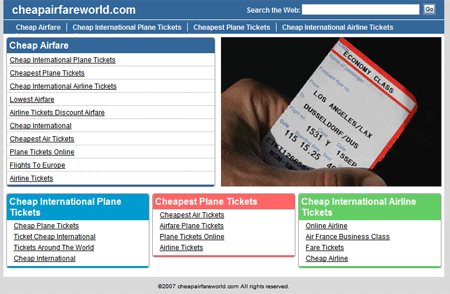 cheapairfareworld.com
Search the Web:
Go
Cheap Airfare
Cheap International Plane Tickets
Cheapest Plane Tickets
Cheap International Airline Tickets
Cheap Airfare
Cheap International Plane Tickets
Cheapest Plane Tickets
Cheap International Airline Tickets
Lowest Airfare
Airline Tickets Discount Airfare
Cheap International
Cheapest Air Tickets
Plane Tickets Online
Flights To Europe
Airline Tickets
ECONOMY CLASS
Name of passenger
LOS ANGELES/LAX
DUSSELDORF/DUS
1531 Y 15SEP
115 15.25
Cheap International Plane
Tickets
Cheap Plane Tickets
Ticket Cheap International
Tickets Around The World
Cheap International
Cheapest Plane Tickets
Cheapest Air Tickets
Airfare Plane Tickets
Plane Tickets Online
Airline Tickets
Cheap International Airline
Tickets
Online Airline
Air France Business Class
Fare Tickets
Cheap Airline
©2007 cheapairfareworld.com All rights reserved.